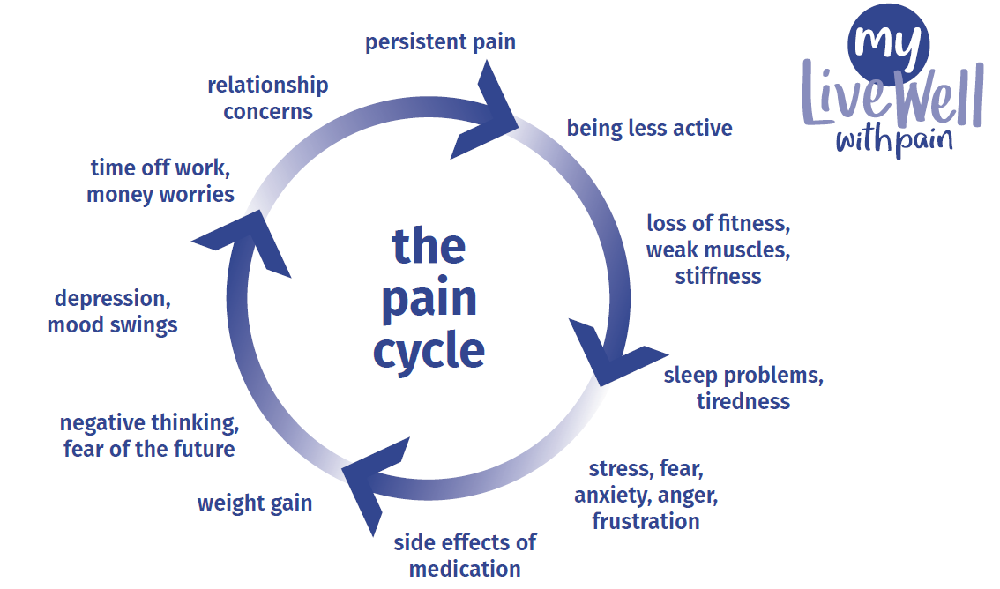 persistent pain
being less active
loss of fitness,
weak muscles,
stiffness
sleep problems,
tiredness
stress, fear,
anxiety, anger,
frustration
side effects of
medication
weight gain
negative thinking,
fear of the future
depression,
mood swings
time off work,
money worries
relationship
concerns
the
pain
cycle
my
Live Well
with pain